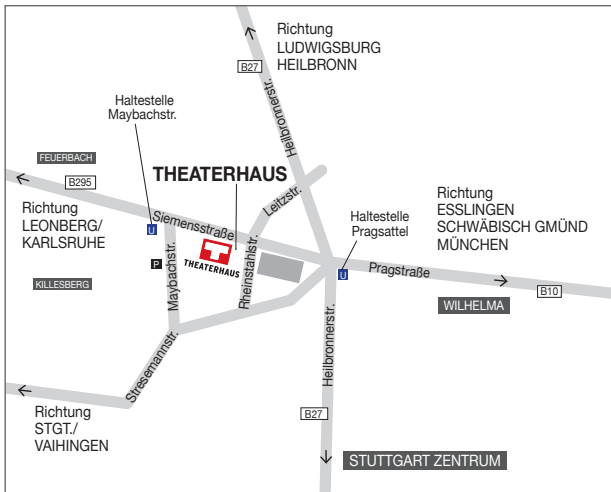 Richtung
LUDWIGSBURG
HEILBRONN
B27
Heilbronnerstr.
Haltestelle
Maybachstr.
FEUERBACH
THEATERHAUS
B295
Leitzstr.
Richtung
LEONBERG/
KARLSRUHE
Siemensstraße
U
Richtung
ESSLINGEN
SCHWÄBISCH GMÜND
MÜNCHEN
Haltestelle
Pragsattel
P
THEATERHAUS
Maybachstr.
Rheinstahlstr.
U
Pragstraße
KILLESBERG
B10
WILHELMA
Stresemannstr.
Heilbronnerstr.
Richtung
STGT./
VAIHINGEN
B27
STUTTGART ZENTRUM